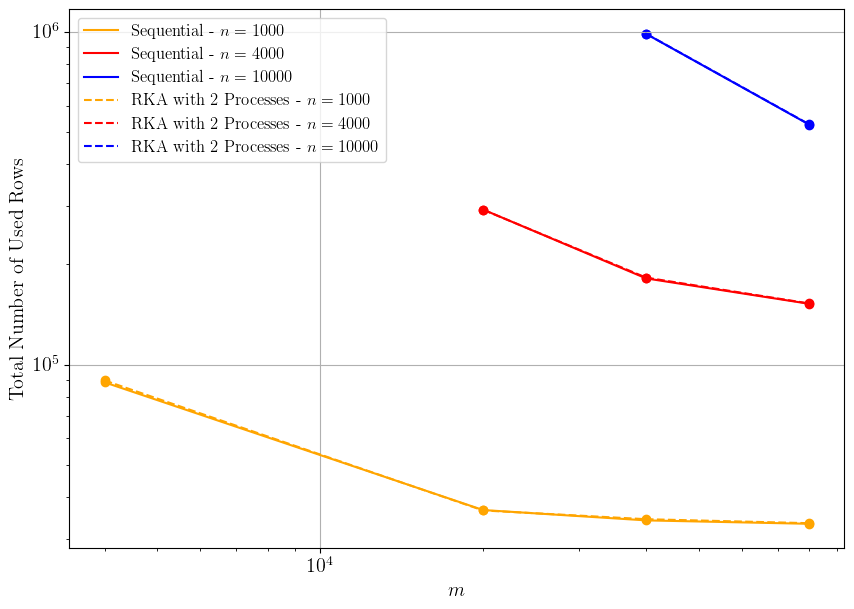 10^6
Sequential - n = 1000
Sequential - n = 4000
Sequential - n = 10000
RKA with 2 Processes - n = 1000
RKA with 2 Processes - n = 4000
RKA with 2 Processes - n = 10000
Total Number of Used Rows
10^5
10^4
m